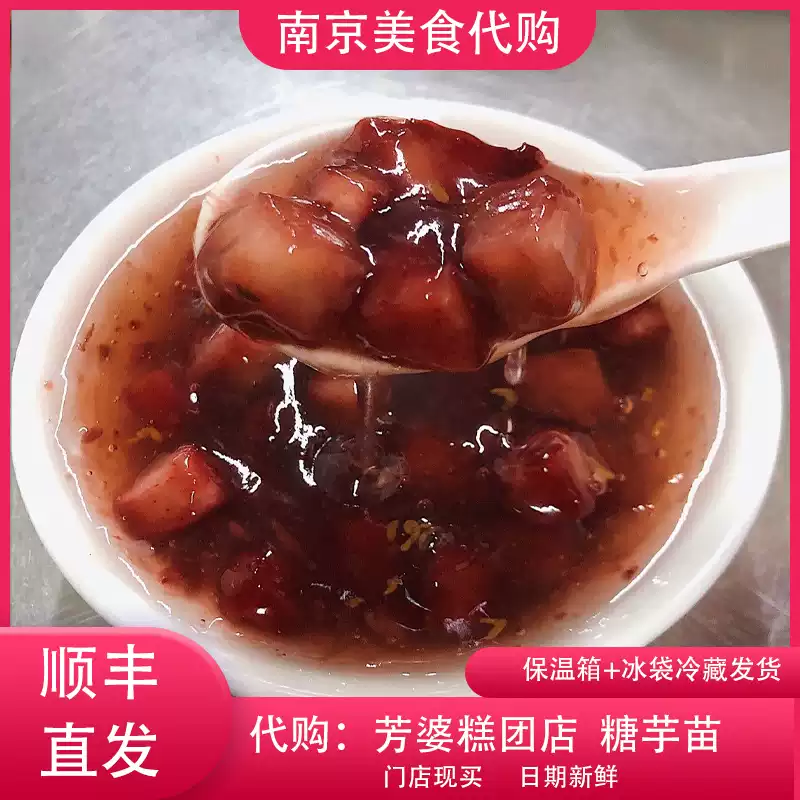 南京美食代购
保温箱+冰袋冷藏发货
顺丰
直发
代购：芳婆糕团店 糖芋苗
门店现买 日期新鲜